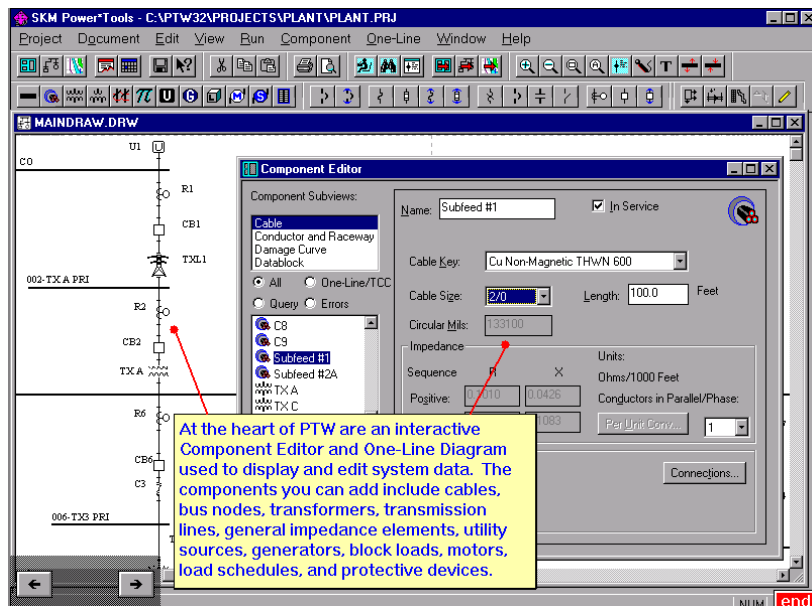 SKM Power*Tools - C:\PTW32\PROJECTS\PLANT\PLANT.PRJ
Project Document Edit View Run Component One-Line Window Help
MAINDRAW.DRW
U1
CO
R1
CB1
TXL1
002-TX A PRI
R2
CB2
TX A
R6
CB6
C3
006-TX3 PRI
Component Editor
Component Subviews:
Cable
Conductor and Raceway
Damage Curve
Datablock
All One-Line/TCC
Query Errors
C8
C9
Subfeed #1
Subfeed #2A
TX A
TX C
Name: Subfeed #1
In Service
Cable Key: Cu Non-Magnetic THWN 600
Cable Size: 2/0 Length: 100.0 Feet
Circular Mils: 133100
Impedance
Sequence R X
Units:
Ohms/1000 Feet
Positive: 0.1010 0.0426
Conductors in Parallel/Phase:
1083 Per Unit Conv... 1
Connections...
At the heart of PTW are an interactive
Component Editor and One-Line Diagram
used to display and edit system data. The
components you can add include cables,
bus nodes, transformers, transmission
lines, general impedance elements, utility
sources, generators, block loads, motors,
load schedules, and protective devices.
NUM
end